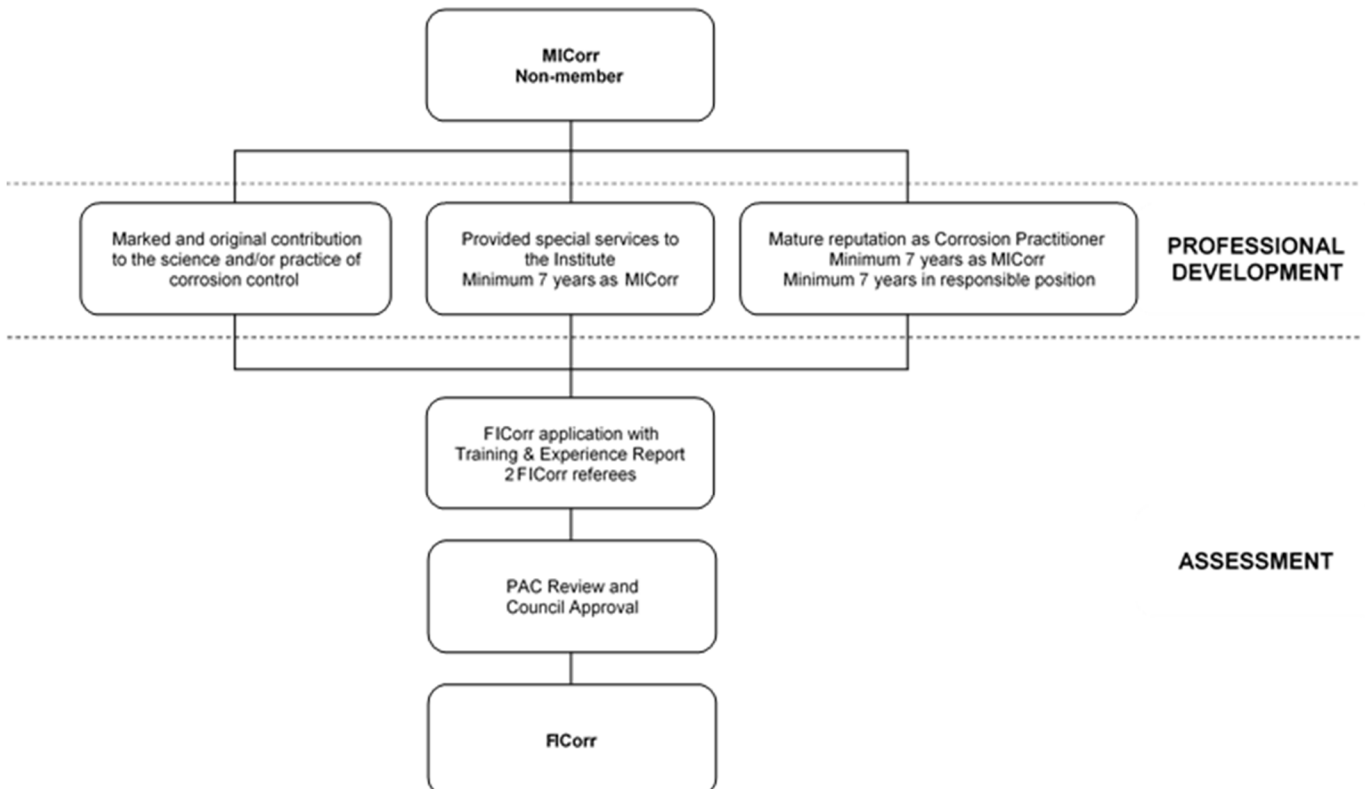 MICorr
Non-member
Marked and original contribution
to the science and/or practice of
corrosion control
Provided special services to
the Institute
Minimum 7 years as MICorr
Mature reputation as Corrosion Practitioner
Minimum 7 years as MICorr
Minimum 7 years in responsible position
PROFESSIONAL
DEVELOPMENT
FICorr application with
Training & Experience Report
2 FICorr referees
PAC Review and
Council Approval
ASSESSMENT
FICorr